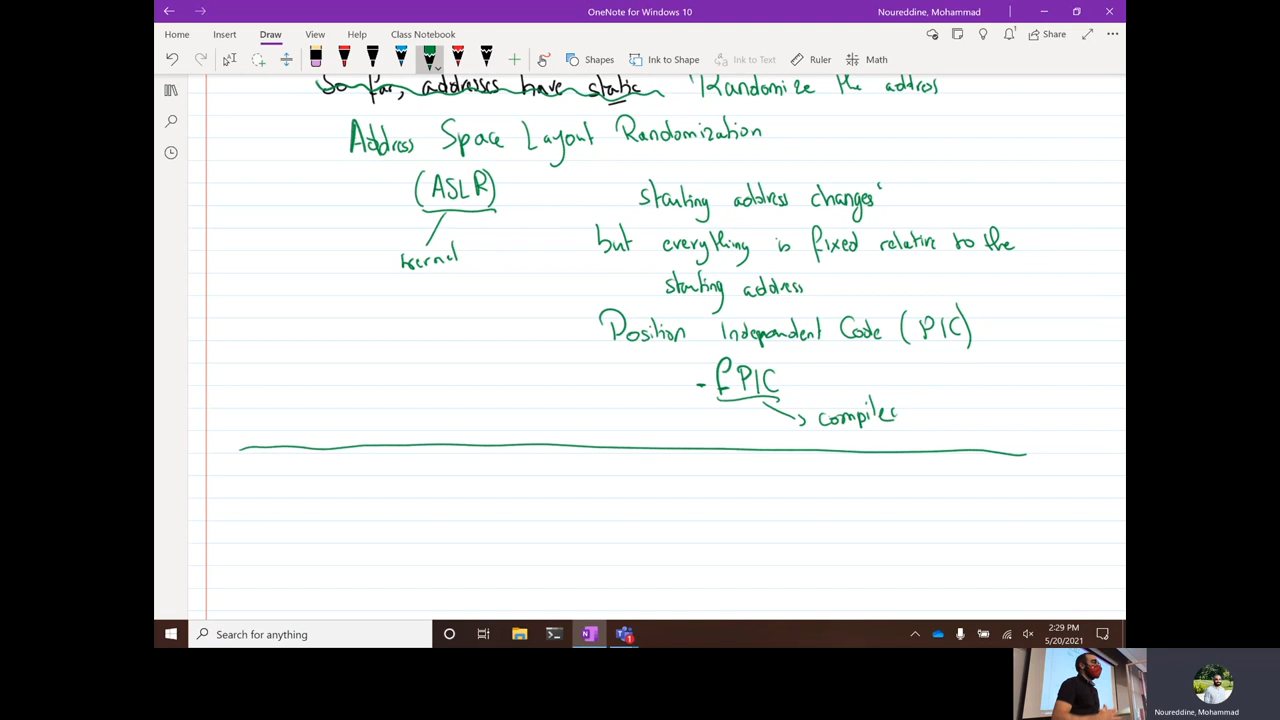 OneNote for Windows 10
Noureddine, Mohammad
Home Insert Draw View Help Class Notebook
Share
Shapes Ink to Shape Ink to Text Ruler Math
So far, addresses have static "Randomize the address
Address Space Layout Randomization
(ASLR)
kernel
starting address changes"
but everything is fixed relative to the
starting address
Position Independent Code (PIC)
-fPIC
compiler
Search for anything
2:29 PM
5/20/2021
Noureddine, Mohammad